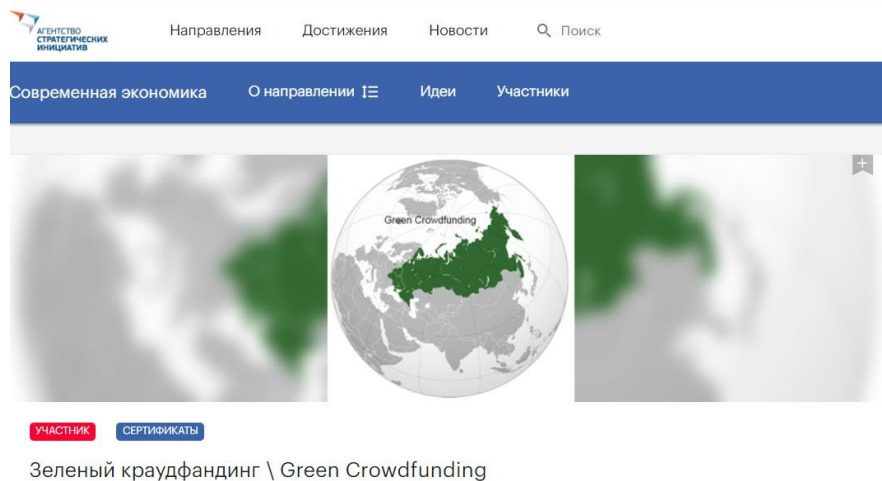 АГЕНТСТВО
СТРАТЕГИЧЕСКИХ
ИНИЦИАТИВ
Направления Достижения Новости Поиск
Современная экономика О направлении Идеи Участники
Green Crowdfunding
УЧАСТНИК СЕРТИФИКАТЫ
Зеленый краудфандинг \ Green Crowdfunding